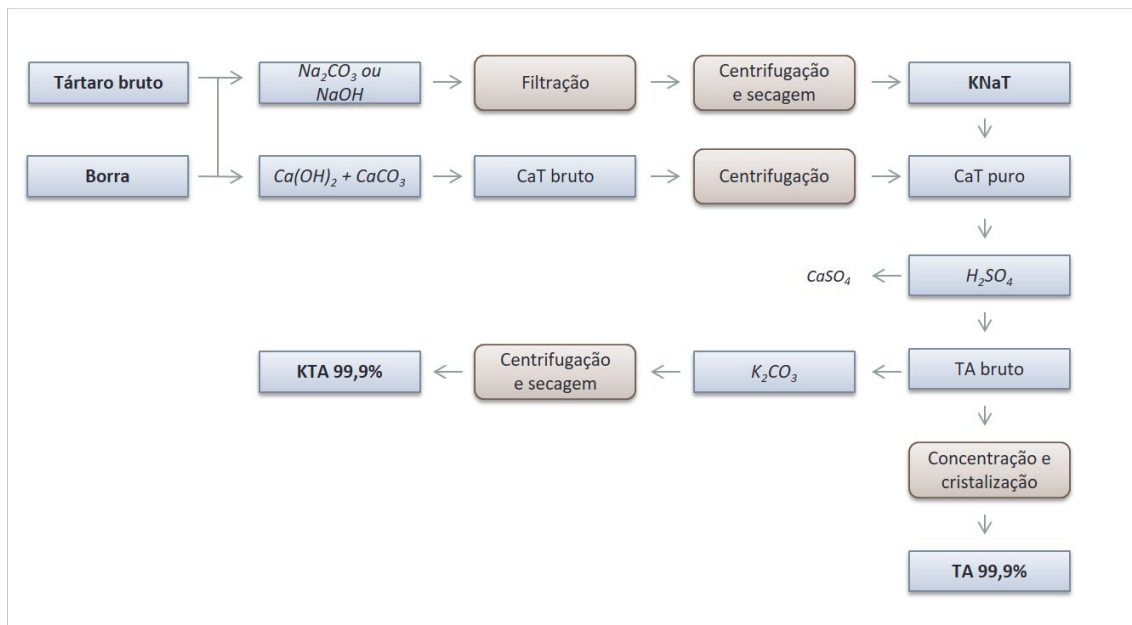 Tártaro bruto
Na₂CO₃ ou
NaOH
Filtração
Centrifugação
e secagem
KNaT
Borra
Ca(OH)₂ + CaCO₃
CaT bruto
Centrifugação
CaT puro
CaSO₄
H₂SO₄
KTA 99,9%
Centrifugação
e secagem
K₂CO₃
TA bruto
Concentração e
cristalização
TA 99,9%